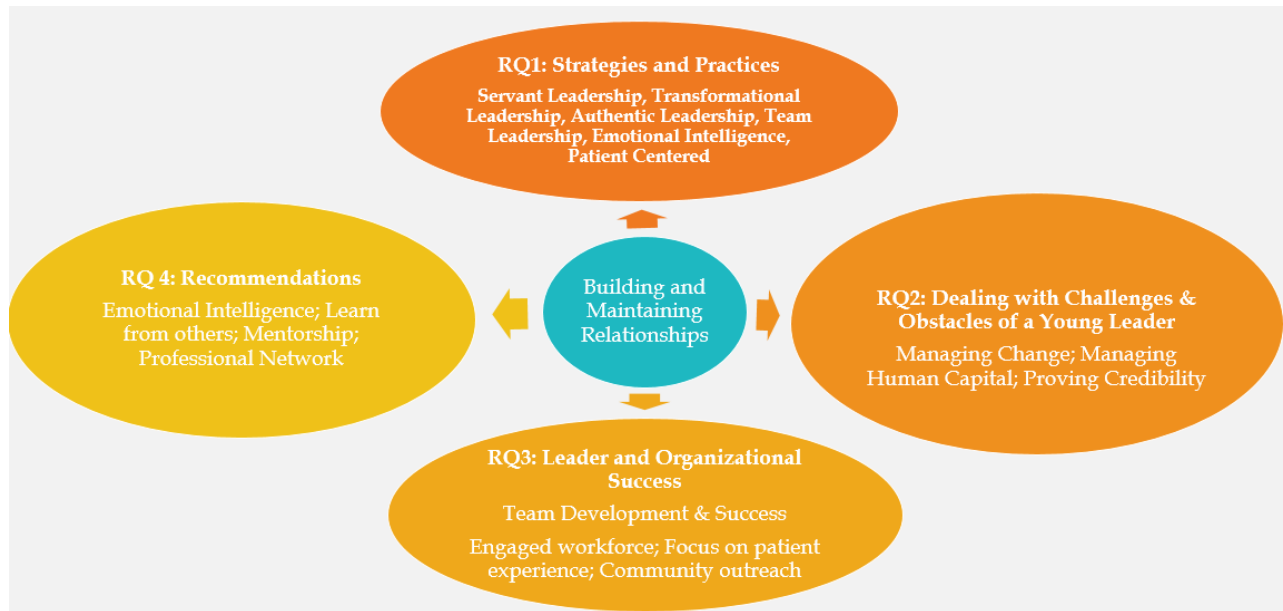 RQ1: Strategies and Practices
Servant Leadership, Transformational
Leadership, Authentic Leadership, Team
Leadership, Emotional Intelligence,
Patient Centered
RQ 4: Recommendations
Emotional Intelligence; Learn
from others; Mentorship;
Professional Network
Building and
Maintaining
Relationships
RQ2: Dealing with Challenges &
Obstacles of a Young Leader
Managing Change; Managing
Human Capital; Proving Credibility
RQ3: Leader and Organizational
Success
Team Development & Success
Engaged workforce; Focus on patient
experience; Community outreach